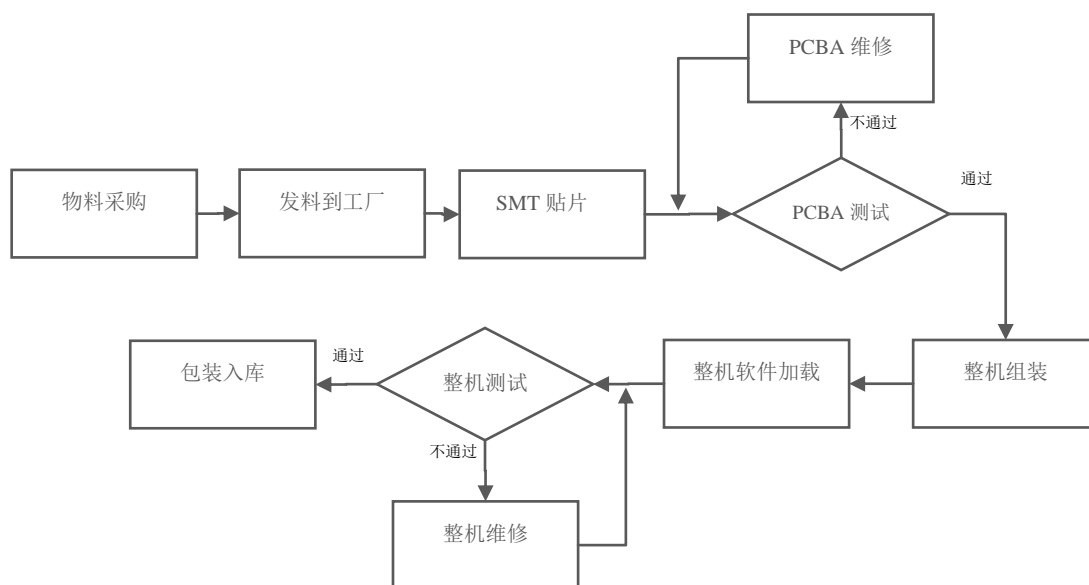 PCBA 维修
不通过
物料采购
发料到工厂
SMT 贴片
PCBA 测试
通过
包装入库
通过
整机测试
整机软件加载
整机组装
不通过
整机维修